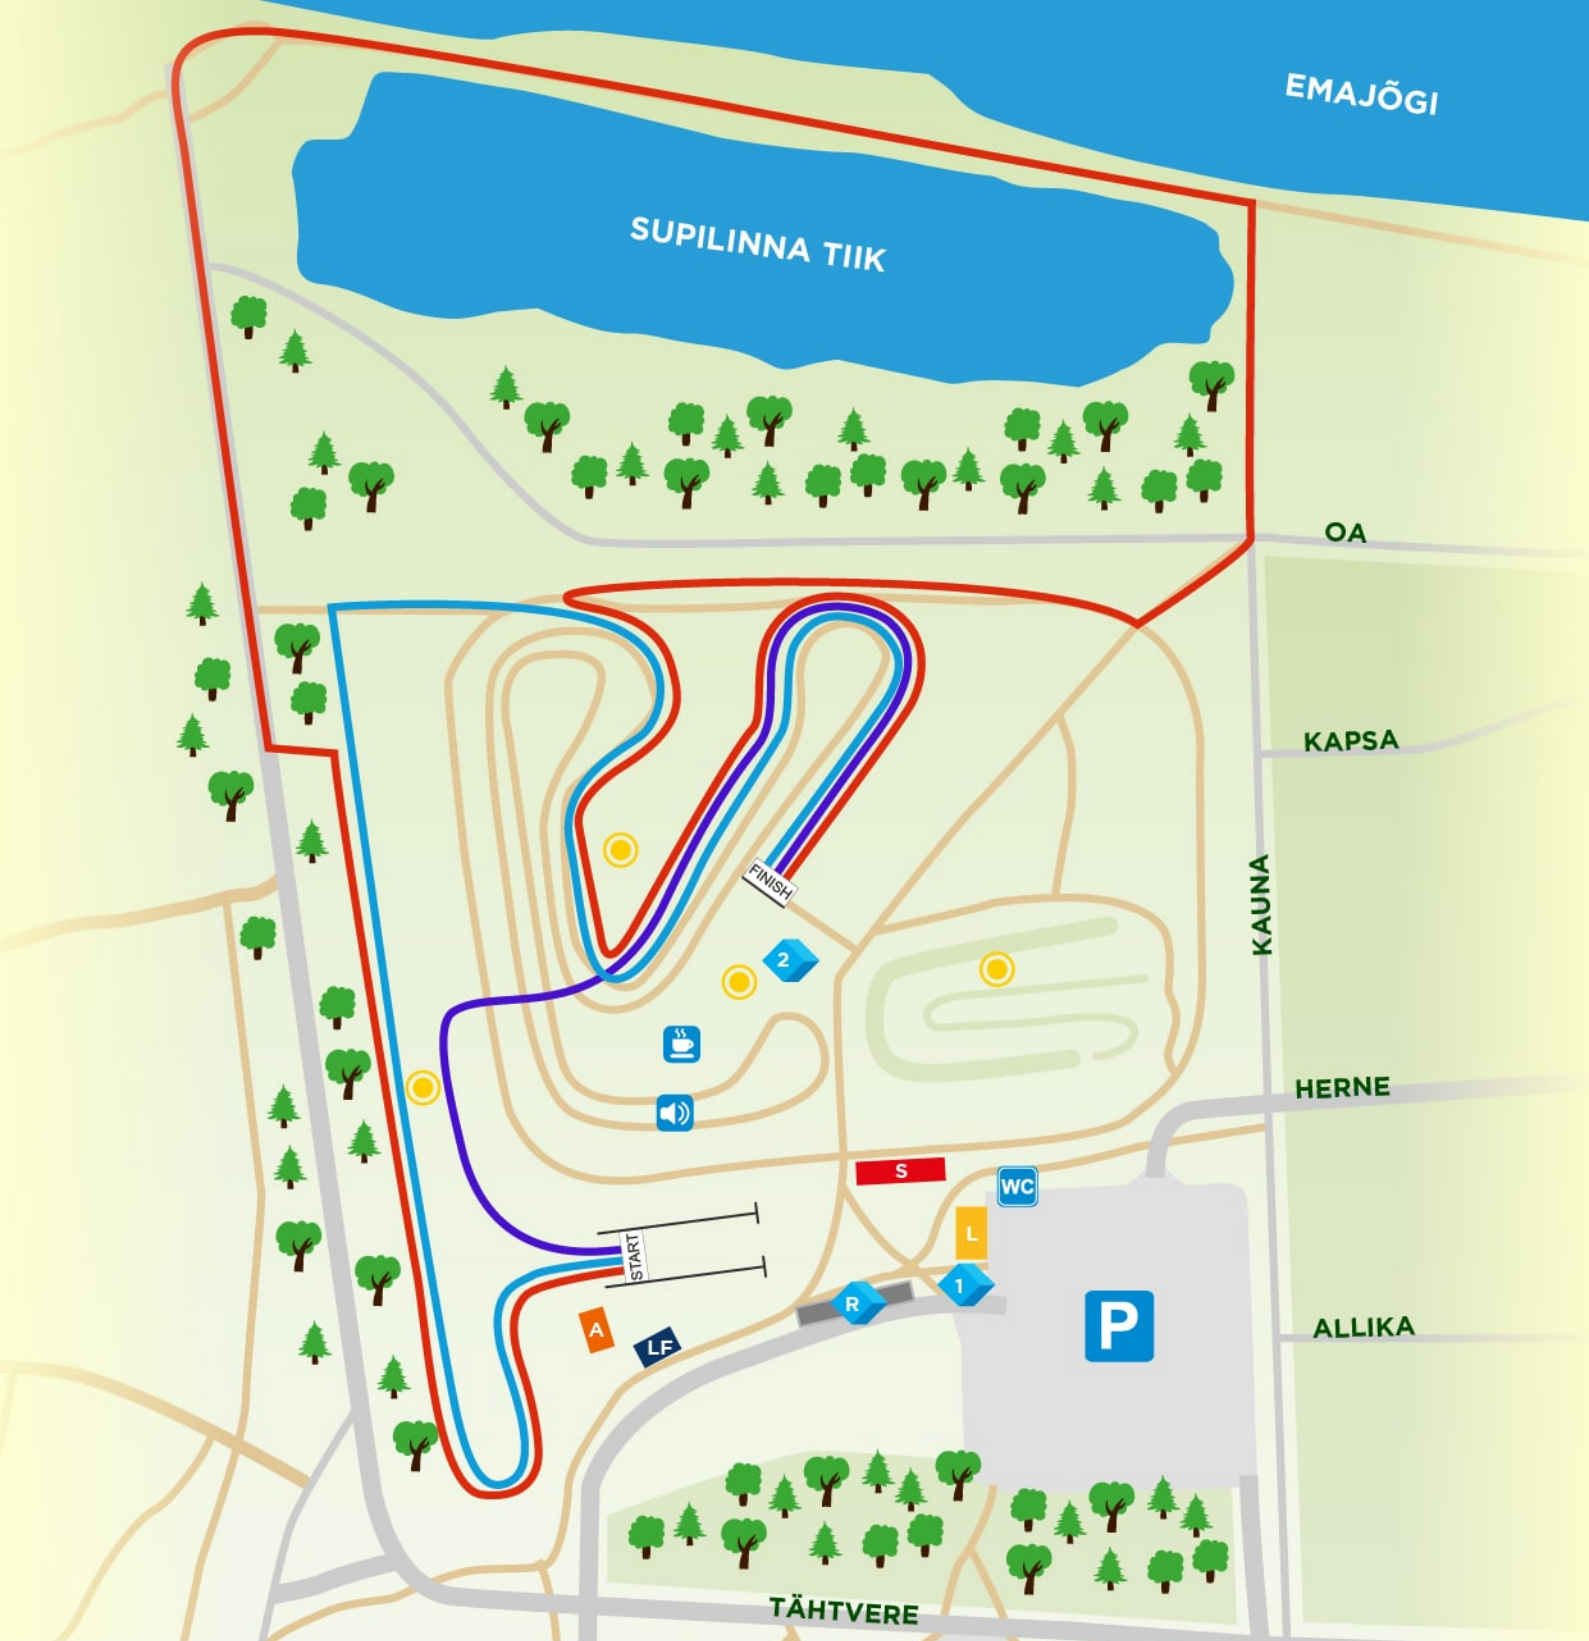 EMAJÕGI
SUPILINNA TIIK
OA
KAPSA
FINISH
KAUNA
2
HERNE
S
WC
L
START
1
R
A
LF
P
ALLIKA
TÄHTVERE